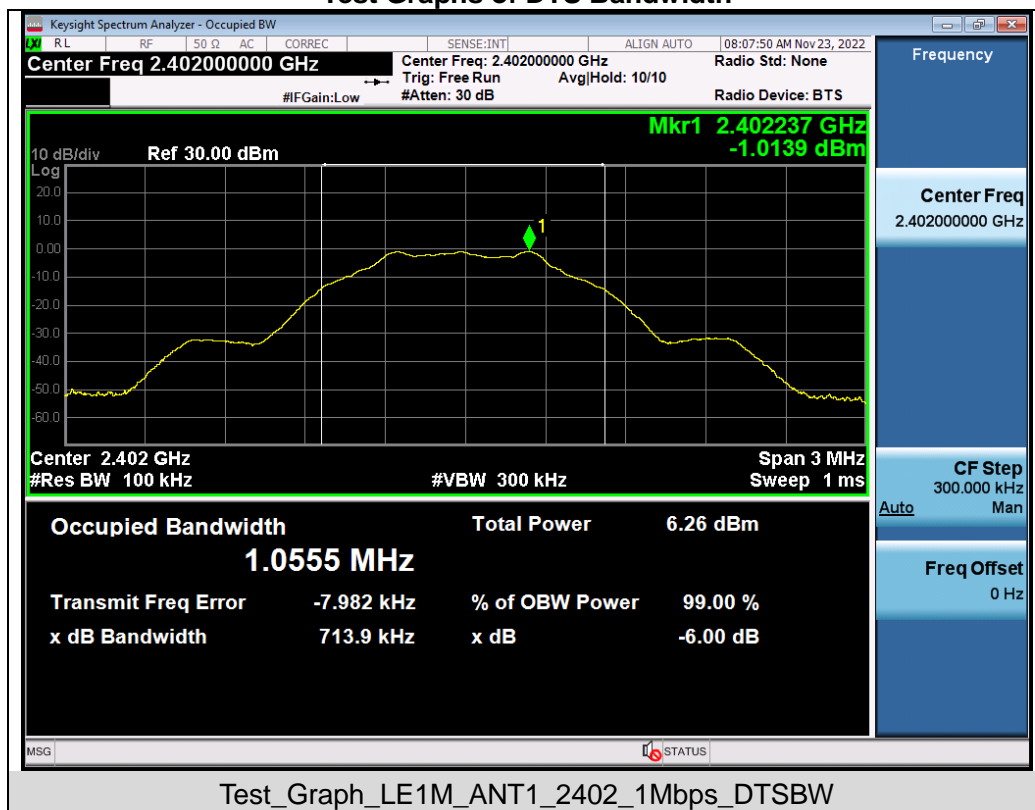 Test Graphs of DTS Bandwidth
Keysight Spectrum Analyzer - Occupied BW
LXI RL RF 50 Ω AC CORREC SENSE:INT ALIGN AUTO 08:07:50 AM Nov 23, 2022
Center Freq 2.402000000 GHz
Center Freq: 2.402000000 GHz Radio Std: None
Trig: Free Run Avg|Hold: 10/10
#IFGain:Low #Atten: 30 dB Radio Device: BTS
Frequency
Mkr1 2.402237 GHz
-1.0139 dBm
10 dB/div Ref 30.00 dBm
Log
20.0
10.0
0.00
-10.0
-20.0
-30.0
-40.0
-50.0
-60.0
1
Center 2.402 GHz Span 3 MHz
#Res BW 100 kHz #VBW 300 kHz Sweep 1 ms
Occupied Bandwidth Total Power 6.26 dBm
1.0555 MHz
Transmit Freq Error -7.982 kHz % of OBW Power 99.00 %
x dB Bandwidth 713.9 kHz x dB -6.00 dB
Center Freq
2.402000000 GHz
CF Step
300.000 kHz
Auto Man
Freq Offset
0 Hz
MSG STATUS
Test_Graph_LE1M_ANT1_2402_1Mbps_DTSBW